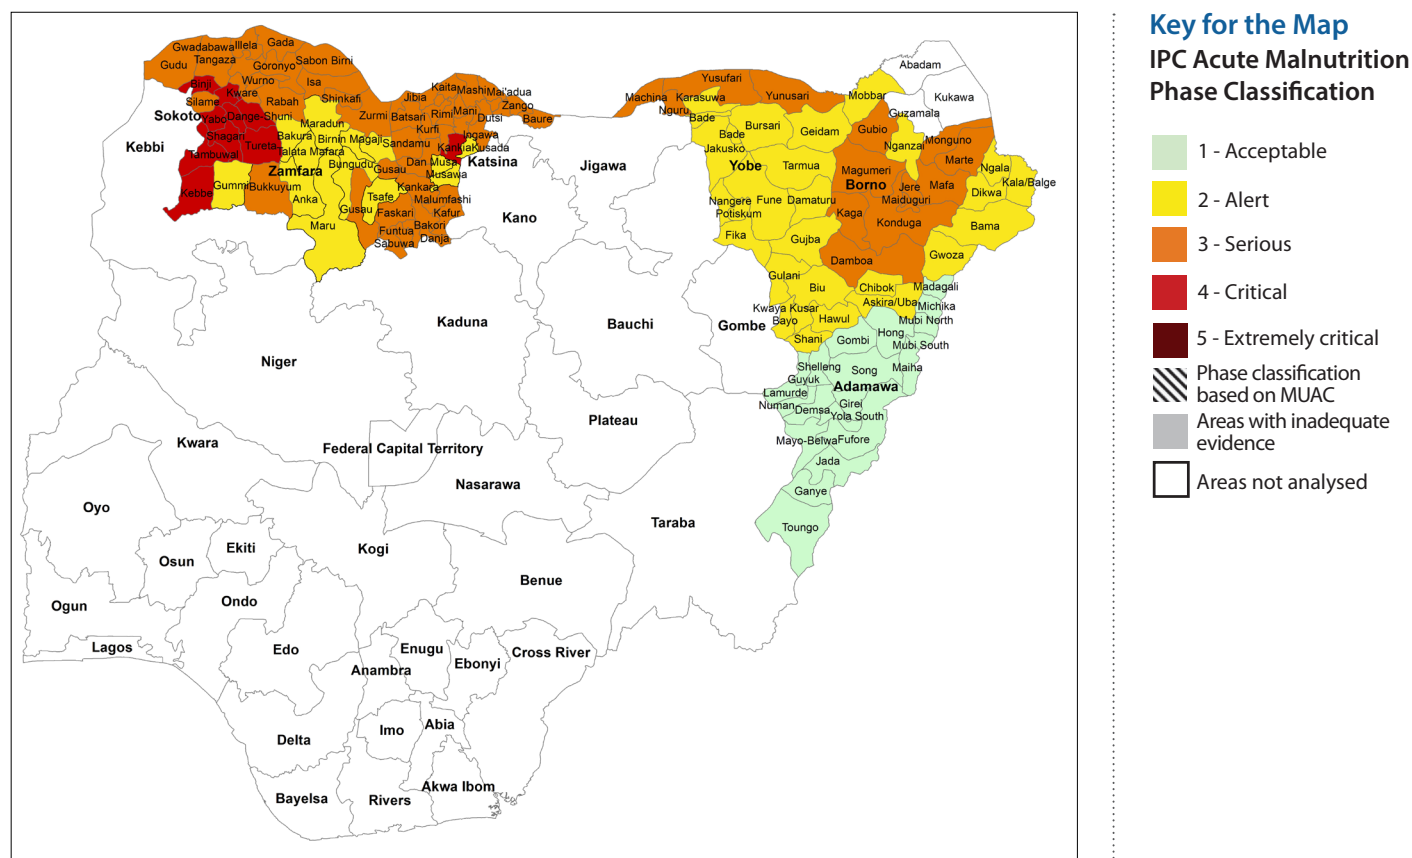 Key for the Map
IPC Acute Malnutrition
Phase Classification
1 - Acceptable
2 - Alert
3 - Serious
4 - Critical
5 - Extremely critical
Phase classification
based on MUAC
Areas with inadequate
evidence
Areas not analysed
Gwadabawa
Illela
Gada
Gudu
Tangaza
Goronyo
Sabon Birni
Binji
Wurno
Isa
Kware
Silame
Rabah
Shinkafi
Sokoto
Yabo
Dange-Shuni
Maradun
Zurmi
Kebbi
Shagari
Bakura
Birnin Magaji
Tambuwal
Tureta
Talata Mafara
Zamfara
Bungudu
Kebbe
Gummi
Bukkuyum
Anka
Gusau
Maru
Tsafe
Gusau
Kaita
Mashi
Mai'adua
Jibia
Zango
Batsari
Rimi
Mani
Dutsi
Baure
Kurfi
Ingawa
Sandamu
Kankia
Kusada
Dan Musa
Katsina
Musawa
Kankara
Malumfashi
Faskari
Kafur
Funtua
Bakori
Sabuwa
Danja
Jigawa
Kano
Machina
Yusufari
Karasuwa
Yunusari
Nguru
Bade
Bade
Bursari
Geidam
Jakusko
Yobe
Tarmua
Nangere
Fune
Damaturu
Potiskum
Fika
Gujba
Gulani
Abadam
Mobbar
Kukawa
Guzamala
Gubio
Nganzai
Monguno
Marte
Ngala
Magumeri
Kala/Balge
Borno
Jere
Mafa
Dikwa
Maiduguri
Kaga
Konduga
Bama
Damboa
Gwoza
Biu
Chibok
Askira/Uba
Kwaya Kusar
Bayo
Hawul
Shani
Madagali
Michika
Mubi North
Hong
Gombi
Mubi South
Shelleng
Song
Maiha
Guyuk
Adamawa
Lamurde
Numan
Demsa
Girei
Yola South
Mayo-Belwa
Fufore
Jada
Ganye
Toungo
Kaduna
Bauchi
Gombe
Niger
Plateau
Kwara
Federal Capital Territory
Nasarawa
Oyo
Taraba
Osun
Ekiti
Kogi
Benue
Ogun
Ondo
Lagos
Edo
Enugu
Ebonyi
Cross River
Anambra
Imo
Abia
Delta
Akwa Ibom
Bayelsa
Rivers